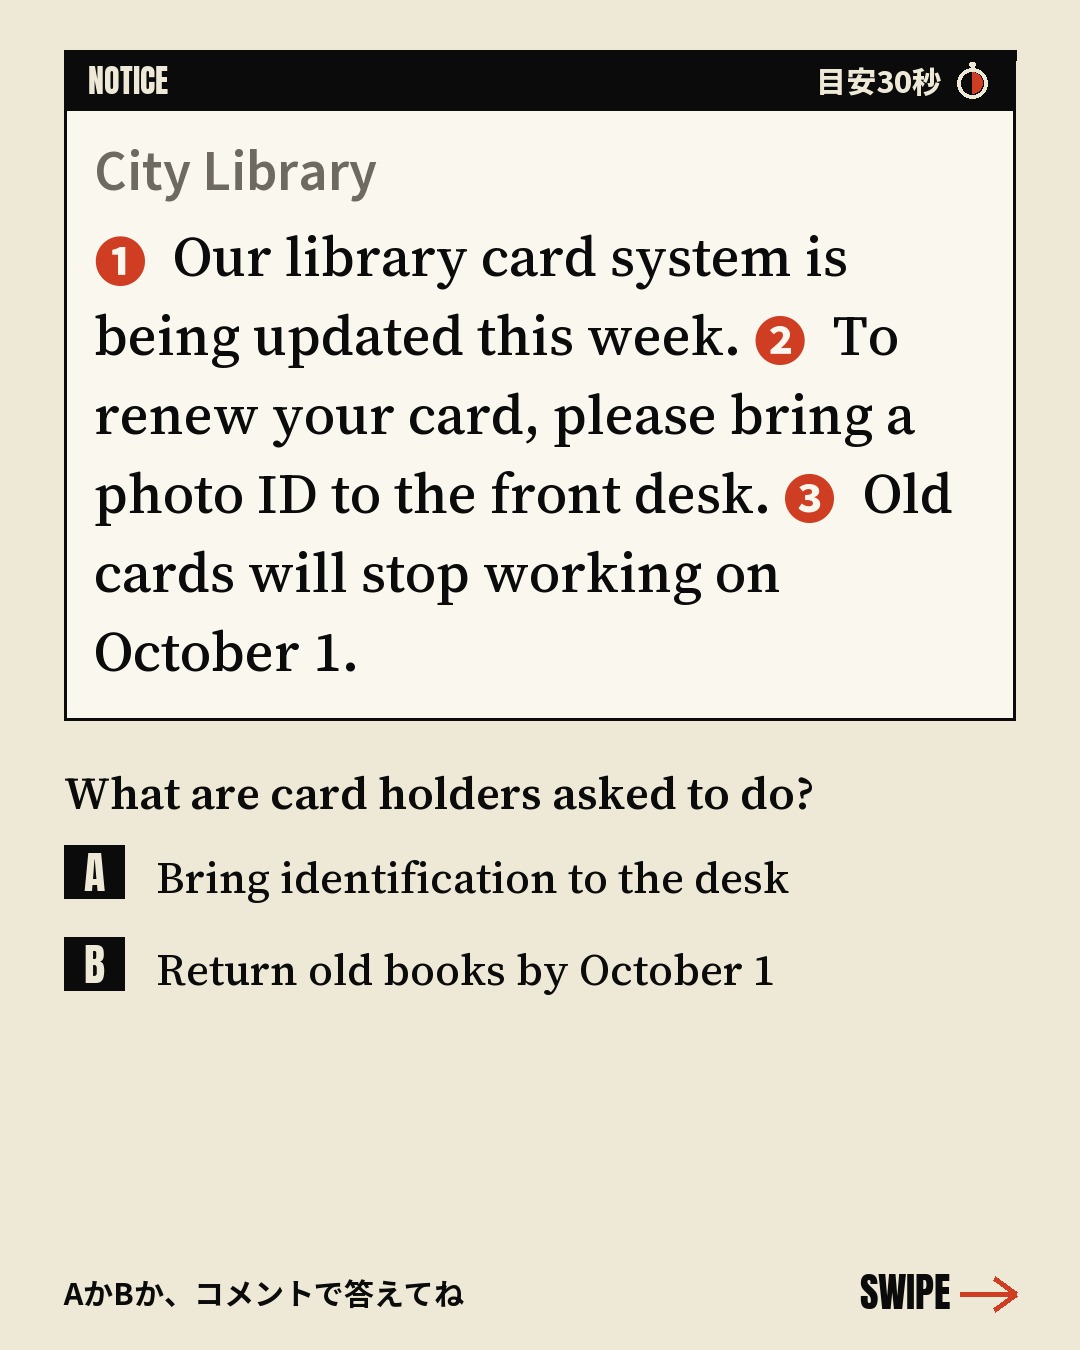 NOTICE
目安30秒
City Library
1 Our library card system is
being updated this week. 2 To
renew your card, please bring a
photo ID to the front desk. 3 Old
cards will stop working on
October 1.
What are card holders asked to do?
A Bring identification to the desk
B Return old books by October 1
AかBか、コメントで答えてね
SWIPE